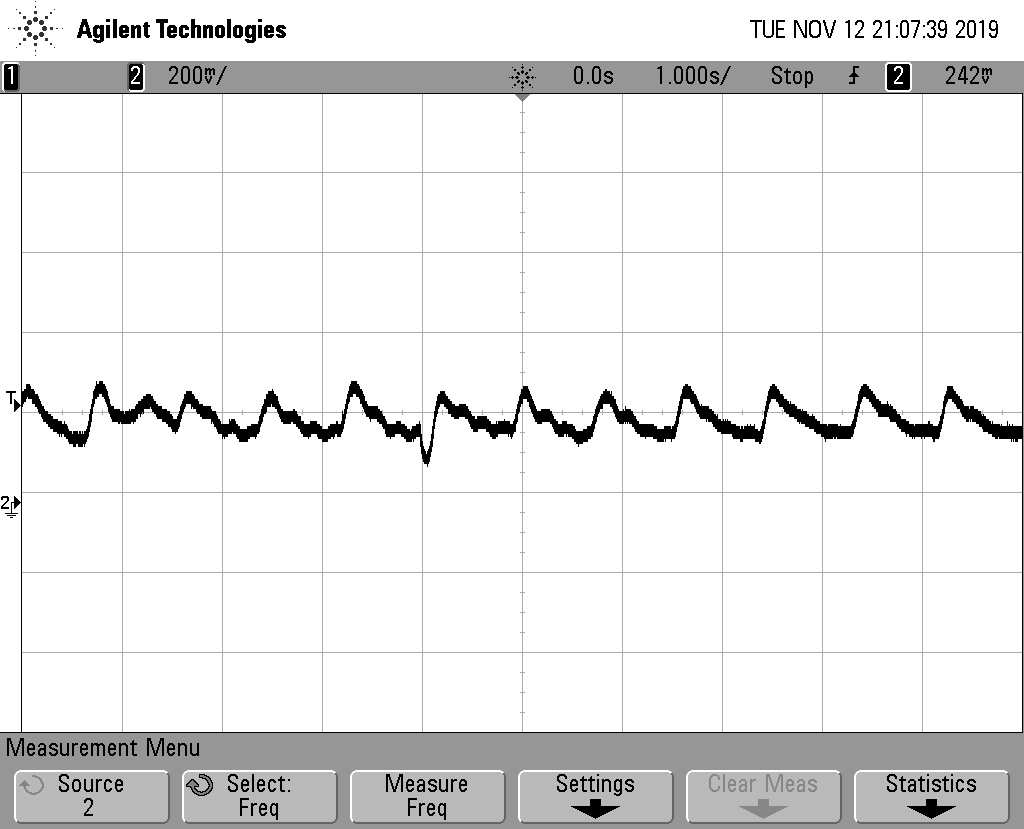 Agilent Technologies TUE NOV 12 21:07:39 2019
1 2 200mV/ 0.0s 1.000s/ Stop 2 242mV
T
2
Measurement Menu
Source Select: Measure Settings Clear Meas Statistics
2 Freq Freq